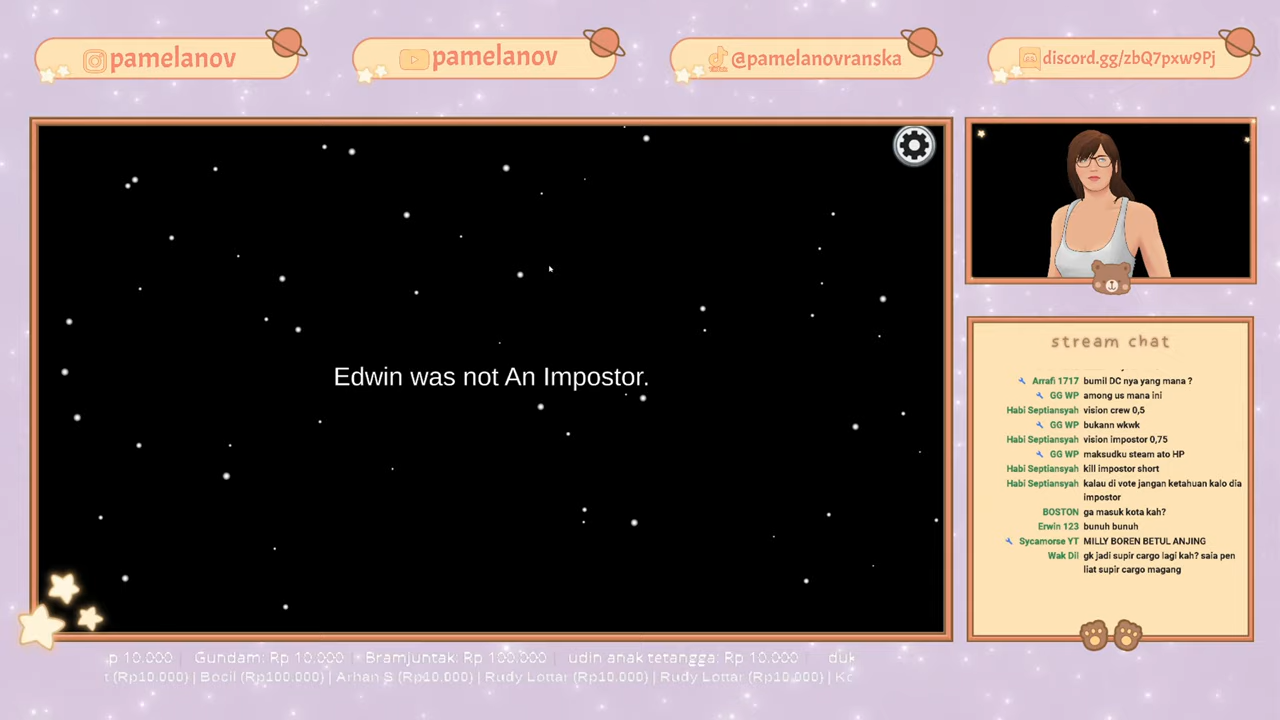 pamelanov
pamelanov
@pamelanovranska
discord.gg/zbQ7pxw9Pj
Edwin was not An Impostor.
stream chat
Arrafi 1717 bumil DC nya yang mana ?
GG WP among us mana ini
Habi Septiansyah vision crew 0,5
GG WP bukann wkwk
Habi Septiansyah vision impostor 0,75
GG WP maksudku steam ato HP
Habi Septiansyah kill impostor short
Habi Septiansyah kalau di vote jangan ketahuan kalo dia
impostor
BOSTON ga masuk kota kah?
Erwin 123 bunuh bunuh
Sycamorse YT MILLY BOREN BETUL ANJING
Wak Dil gk jadi supir cargo lagi kah? saia pen
liat supir cargo magang
p 10.000 | Gundam: Rp 10.000 | Bramjuntak: Rp 100.000 | udin anak tetangga: Rp 10.000 duk
t (Rp10.000) | Bocil (Rp100.000) | Arhan S (Rp10.000) | Rudy Lottar (Rp10.000) | Rudy Lottar (Rp10.000) |